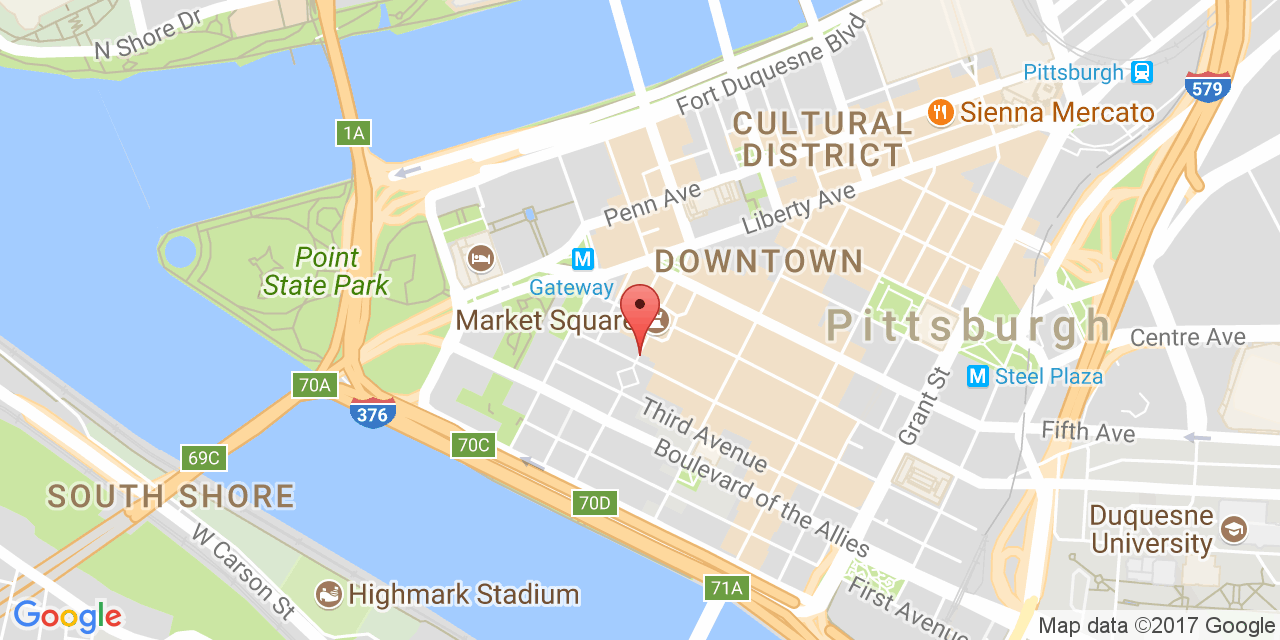 N Shore Dr
Fort Duquesne Blvd
Pittsburgh
579
1A
Sienna Mercato
CULTURAL
DISTRICT
Penn Ave
Liberty Ave
Point
State Park
M
Gateway
DOWNTOWN
Market Square
Pittsburgh
Centre Ave
M Steel Plaza
70A
376
Grant St
Third Avenue
Fifth Ave
70C
69C
SOUTH SHORE
70D
Boulevard of the Allies
Duquesne
University
W Carson St
Highmark Stadium
71A
First Avenue
Google
Map data ©2017 Google